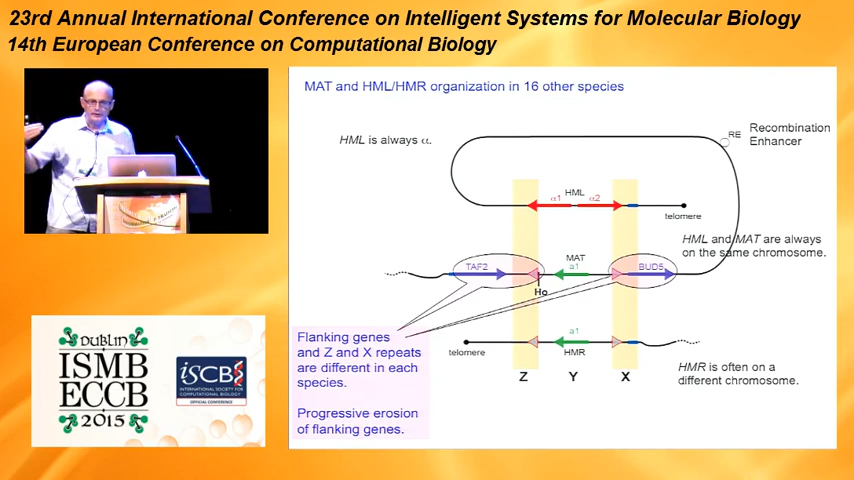 23rd Annual International Conference on Intelligent Systems for Molecular Biology
14th European Conference on Computational Biology
MAT and HML/HMR organization in 16 other species
HML is always α.
RE
Recombination
Enhancer
HML
α1
α2
telomere
HML and MAT are always
on the same chromosome.
TAF2
MAT
a1
BUD5
Ho
Flanking genes
and Z and X repeats
are different in each
species.
Progressive erosion
of flanking genes.
telomere
a1
HMR
Z
Y
X
HMR is often on a
different chromosome.
DUBLIN
ISMB
ECCB
2015
ISCB
INTERNATIONAL SOCIETY FOR
COMPUTATIONAL BIOLOGY
OFFICIAL CONFERENCE